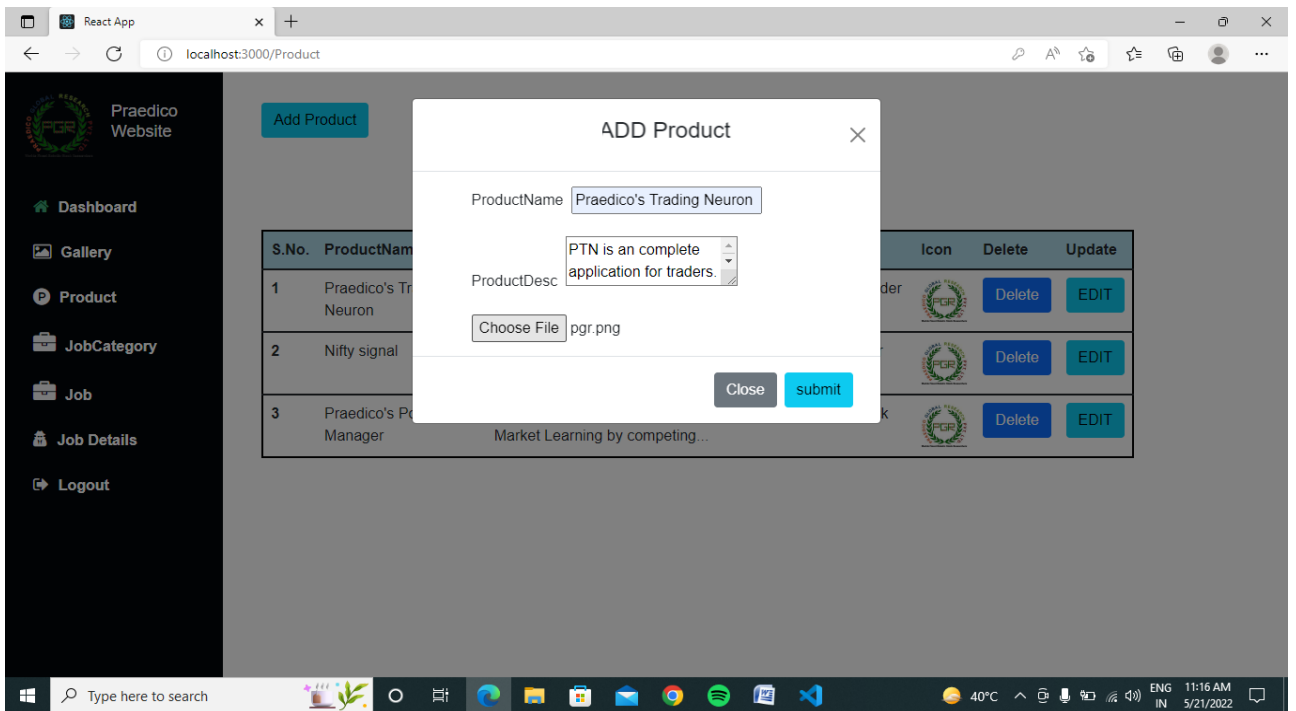 React App
localhost:3000/Product
PGR
Praedico
Website
Dashboard
Gallery
Product
JobCategory
Job
Job Details
Logout
Add Product
ADD Product
ProductName Praedico's Trading Neuron
ProductDesc PTN is an complete
application for traders.
Choose File pgr.png
Close submit
S.No. ProductNam Icon Delete Update
1 Praedico's Tr der PGR Delete EDIT
Neuron
2 Nifty signal PGR Delete EDIT
3 Praedico's Po k PGR Delete EDIT
Manager Market Learning by competing...
Type here to search
40°C
ENG 11:16 AM
IN 5/21/2022